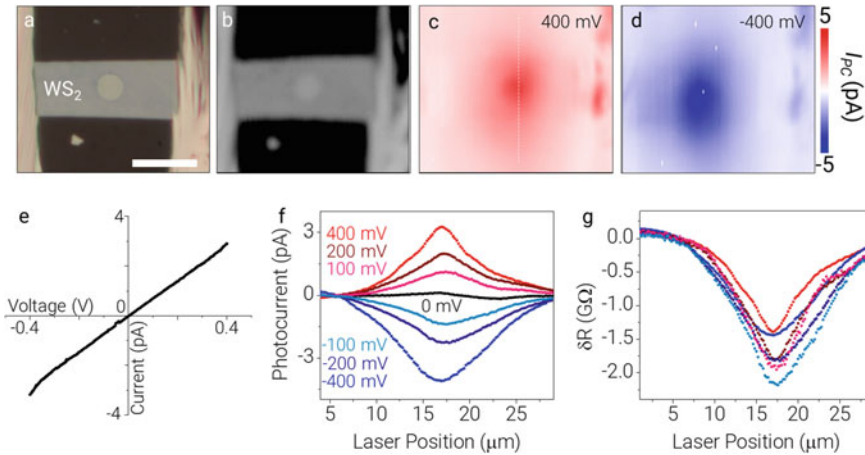 a
WS₂
b
c
400 mV
d
-400 mV
5
I_PC (pA)
-5
e
4
Voltage (V)
0
-0.4
0.4
Current (pA)
-4
f
3
0
-3
Photocurrent (pA)
400 mV
200 mV
100 mV
0 mV
-100 mV
-200 mV
-400 mV
5 10 15 20 25
Laser Position (μm)
g
0.0
-0.5
-1.0
-1.5
-2.0
δR (GΩ)
5 10 15 20 25
Laser Position (μm)